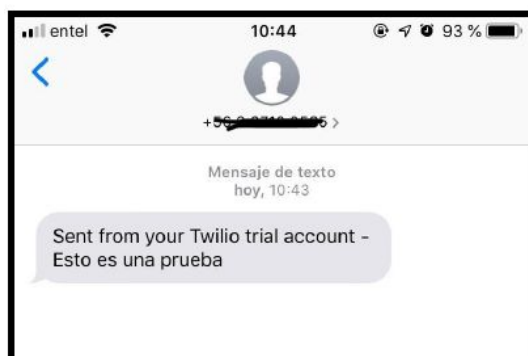 entel 10:44 93 %
Mensaje de texto
hoy, 10:43
Sent from your Twilio trial account -
Esto es una prueba